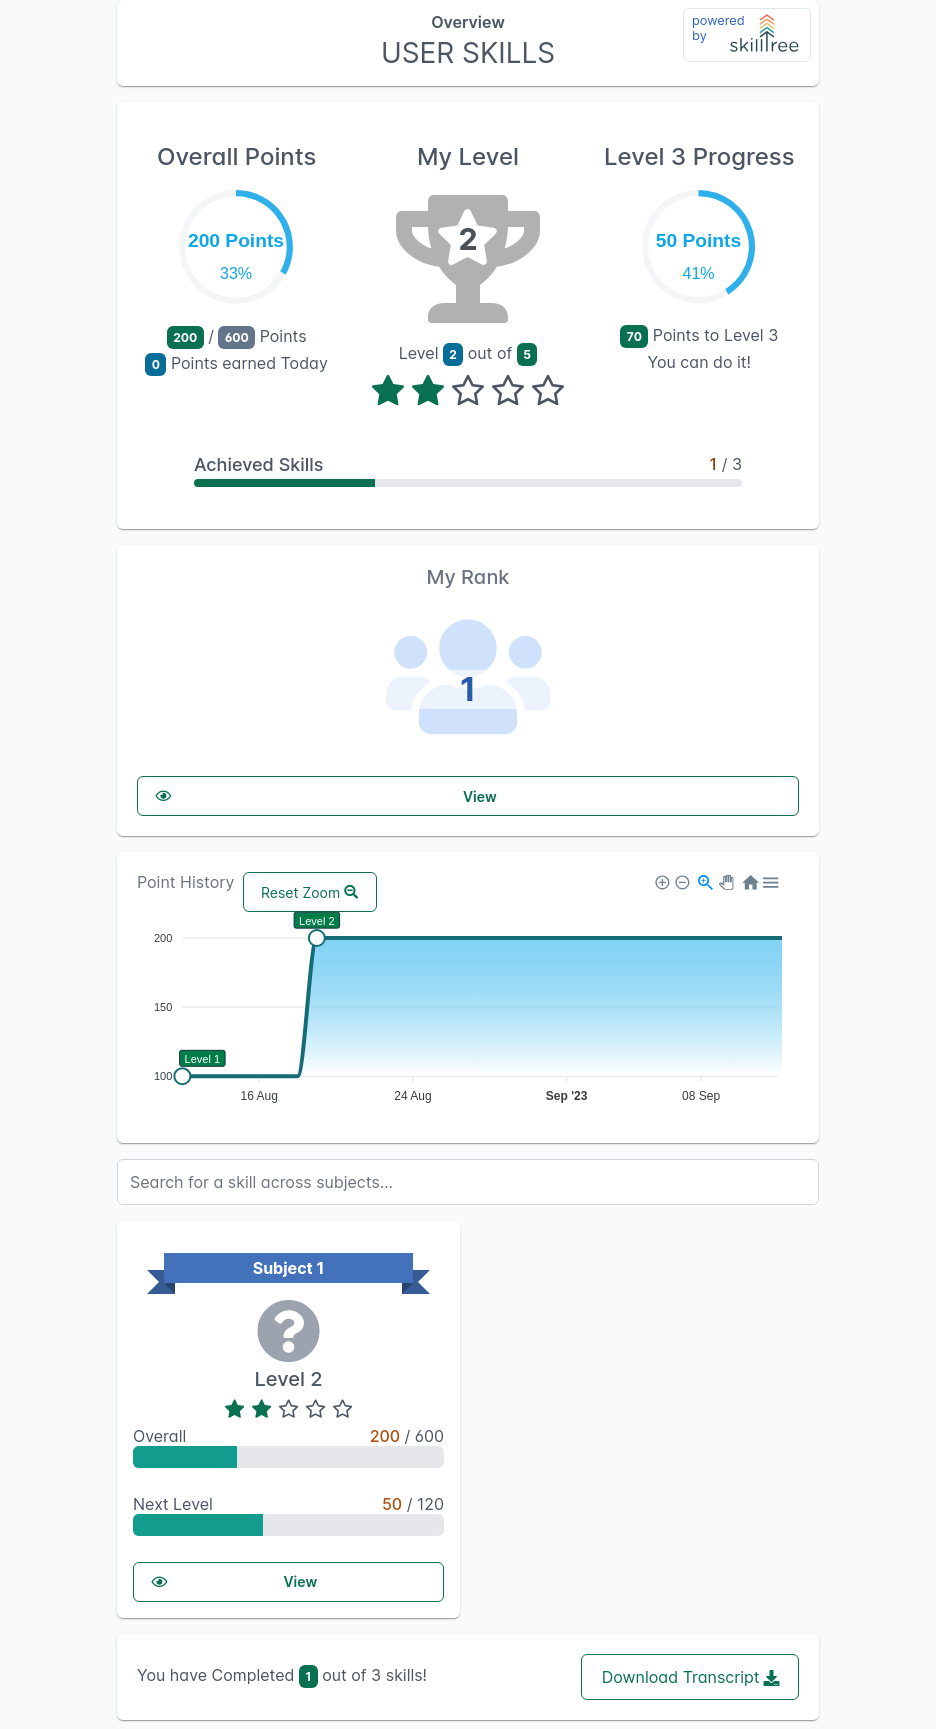 Overview
USER SKILLS
powered
by
skilltree
Overall Points
My Level
Level 3 Progress
200 Points
33%
2
50 Points
41%
200 / 600 Points
0 Points earned Today
Level 2 out of 5
70 Points to Level 3
You can do it!
Achieved Skills
1 / 3
My Rank
1
View
Point History
Reset Zoom
Level 2
200
150
Level 1
100
16 Aug
24 Aug
Sep '23
08 Sep
Search for a skill across subjects...
Subject 1
Level 2
Overall
200 / 600
Next Level
50 / 120
View
You have Completed 1 out of 3 skills!
Download Transcript